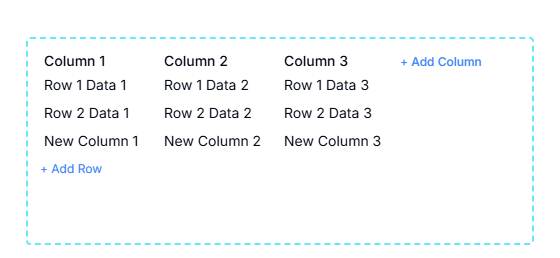 Column 1 Column 2 Column 3 + Add Column
Row 1 Data 1 Row 1 Data 2 Row 1 Data 3
Row 2 Data 1 Row 2 Data 2 Row 2 Data 3
New Column 1 New Column 2 New Column 3
+ Add Row